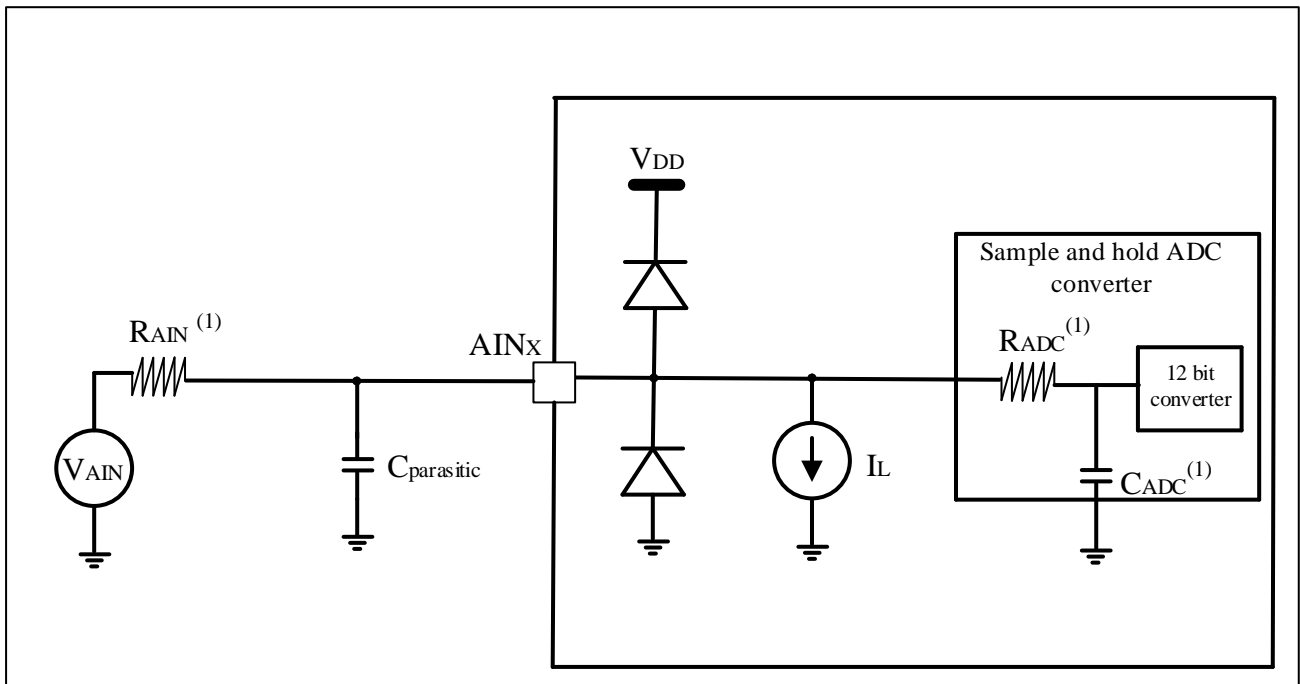 VDD
Sample and hold ADC
converter
RAIN (1)
AINX
RADC(1)
12 bit
converter
VAIN
Cparasitic
IL
CADC(1)